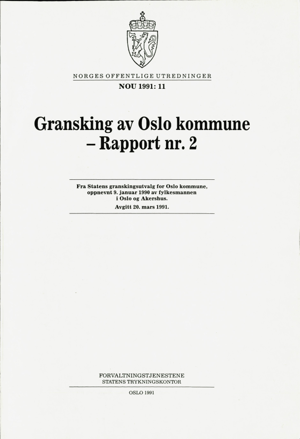 NORGES OFFENTLIGE UTREDNINGER
NOU 1991: 11
Gransking av Oslo kommune
– Rapport nr. 2
Fra Statens granskingsutvalg for Oslo kommune,
oppnevnt 9. januar 1990 av fylkesmannen
i Oslo og Akershus.
Avgitt 20. mars 1991.
FORVALTNINGSTJENESTENE
STATENS TRYKNINGSKONTOR
OSLO 1991